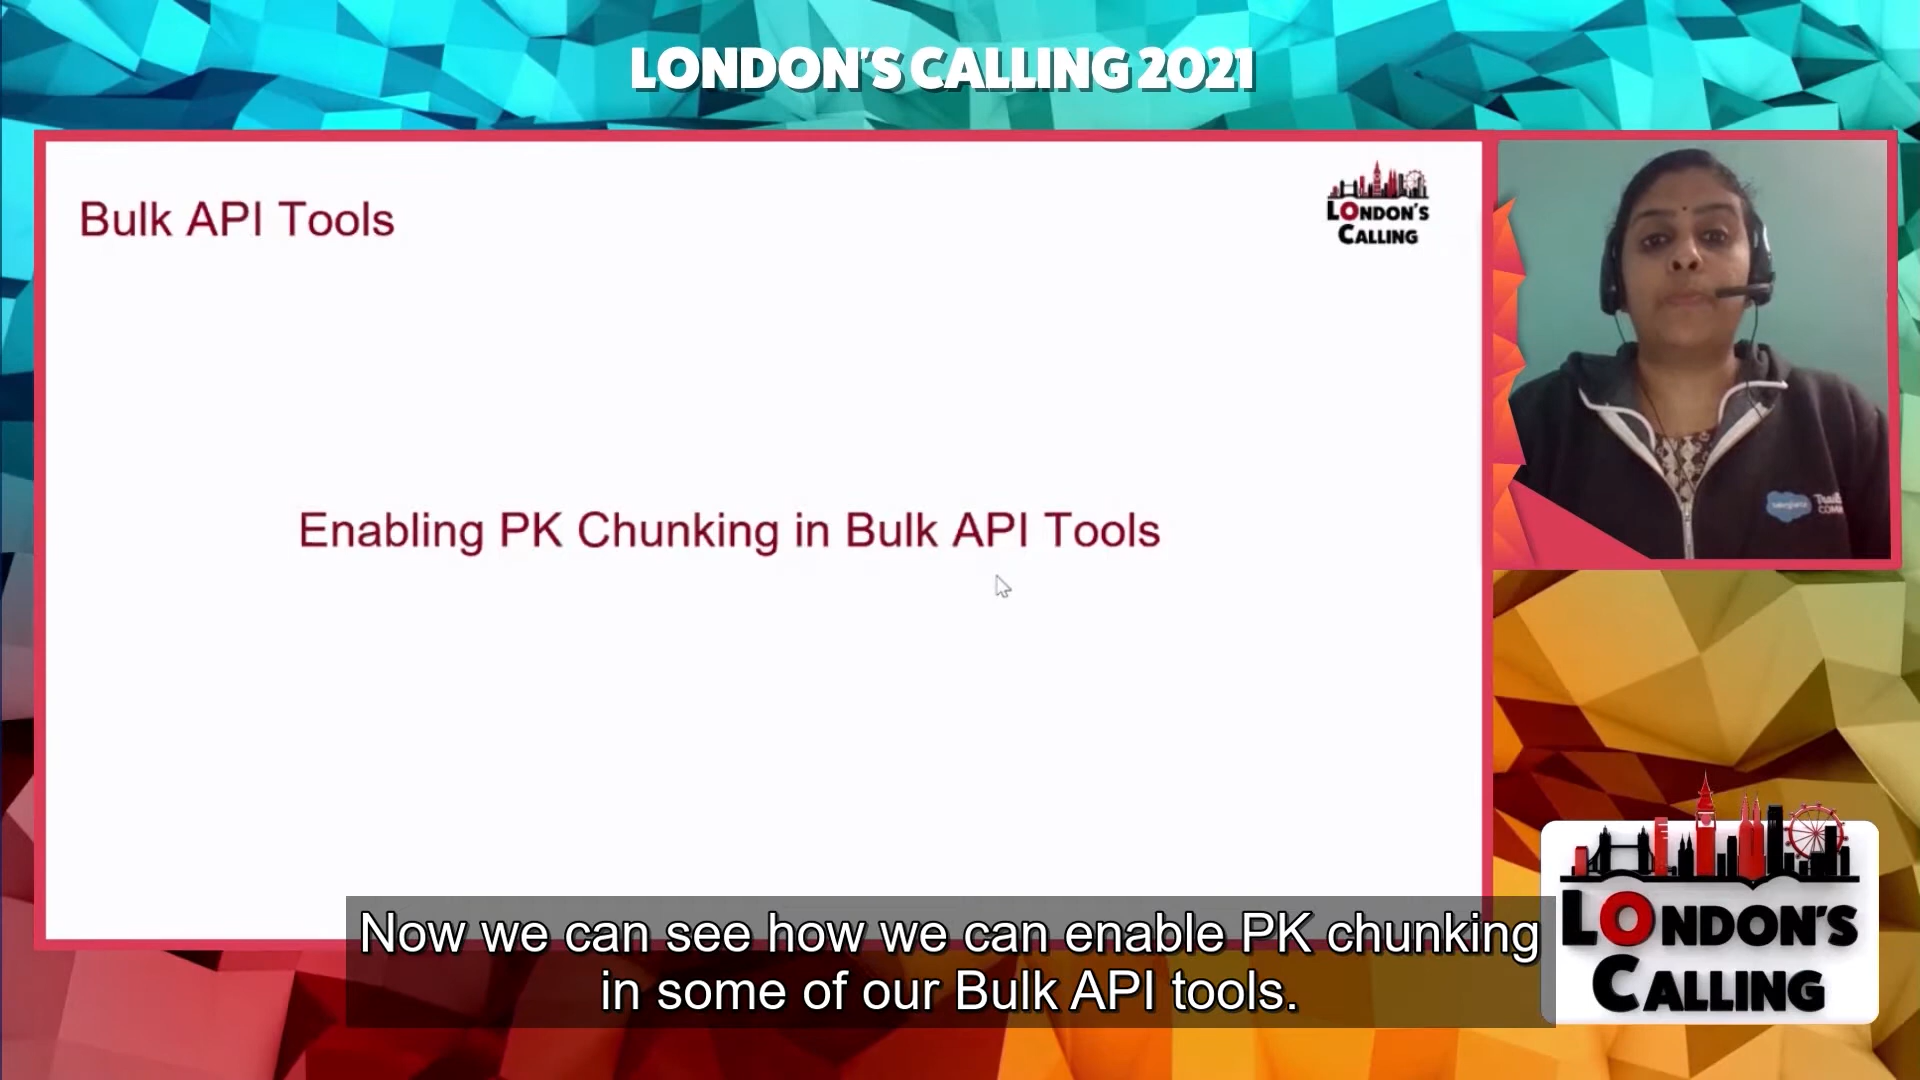 LONDON'S CALLING 2021
Bulk API Tools
LONDON'S
CALLING
Enabling PK Chunking in Bulk API Tools
salesforce
Now we can see how we can enable PK chunking
in some of our Bulk API tools.
LONDON'S
CALLING